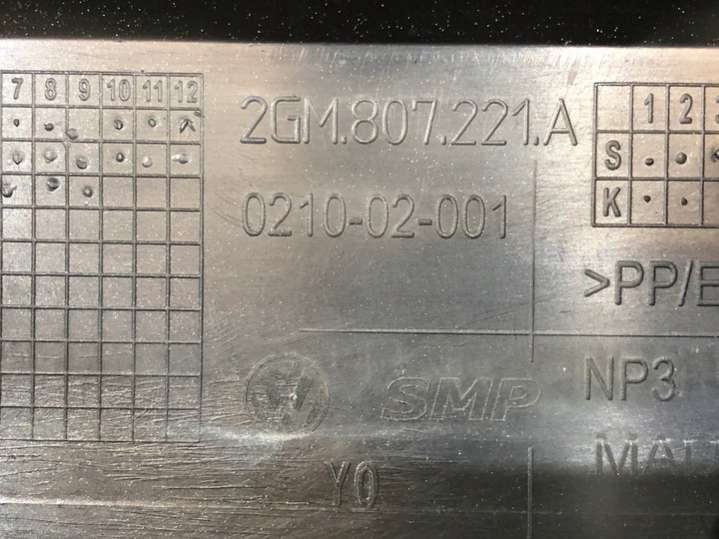 7 8 9 10 11 12
2GM.807.221.A
0210-02-001
1 2
S
K
>PP/E
NP3
SMP
Y0